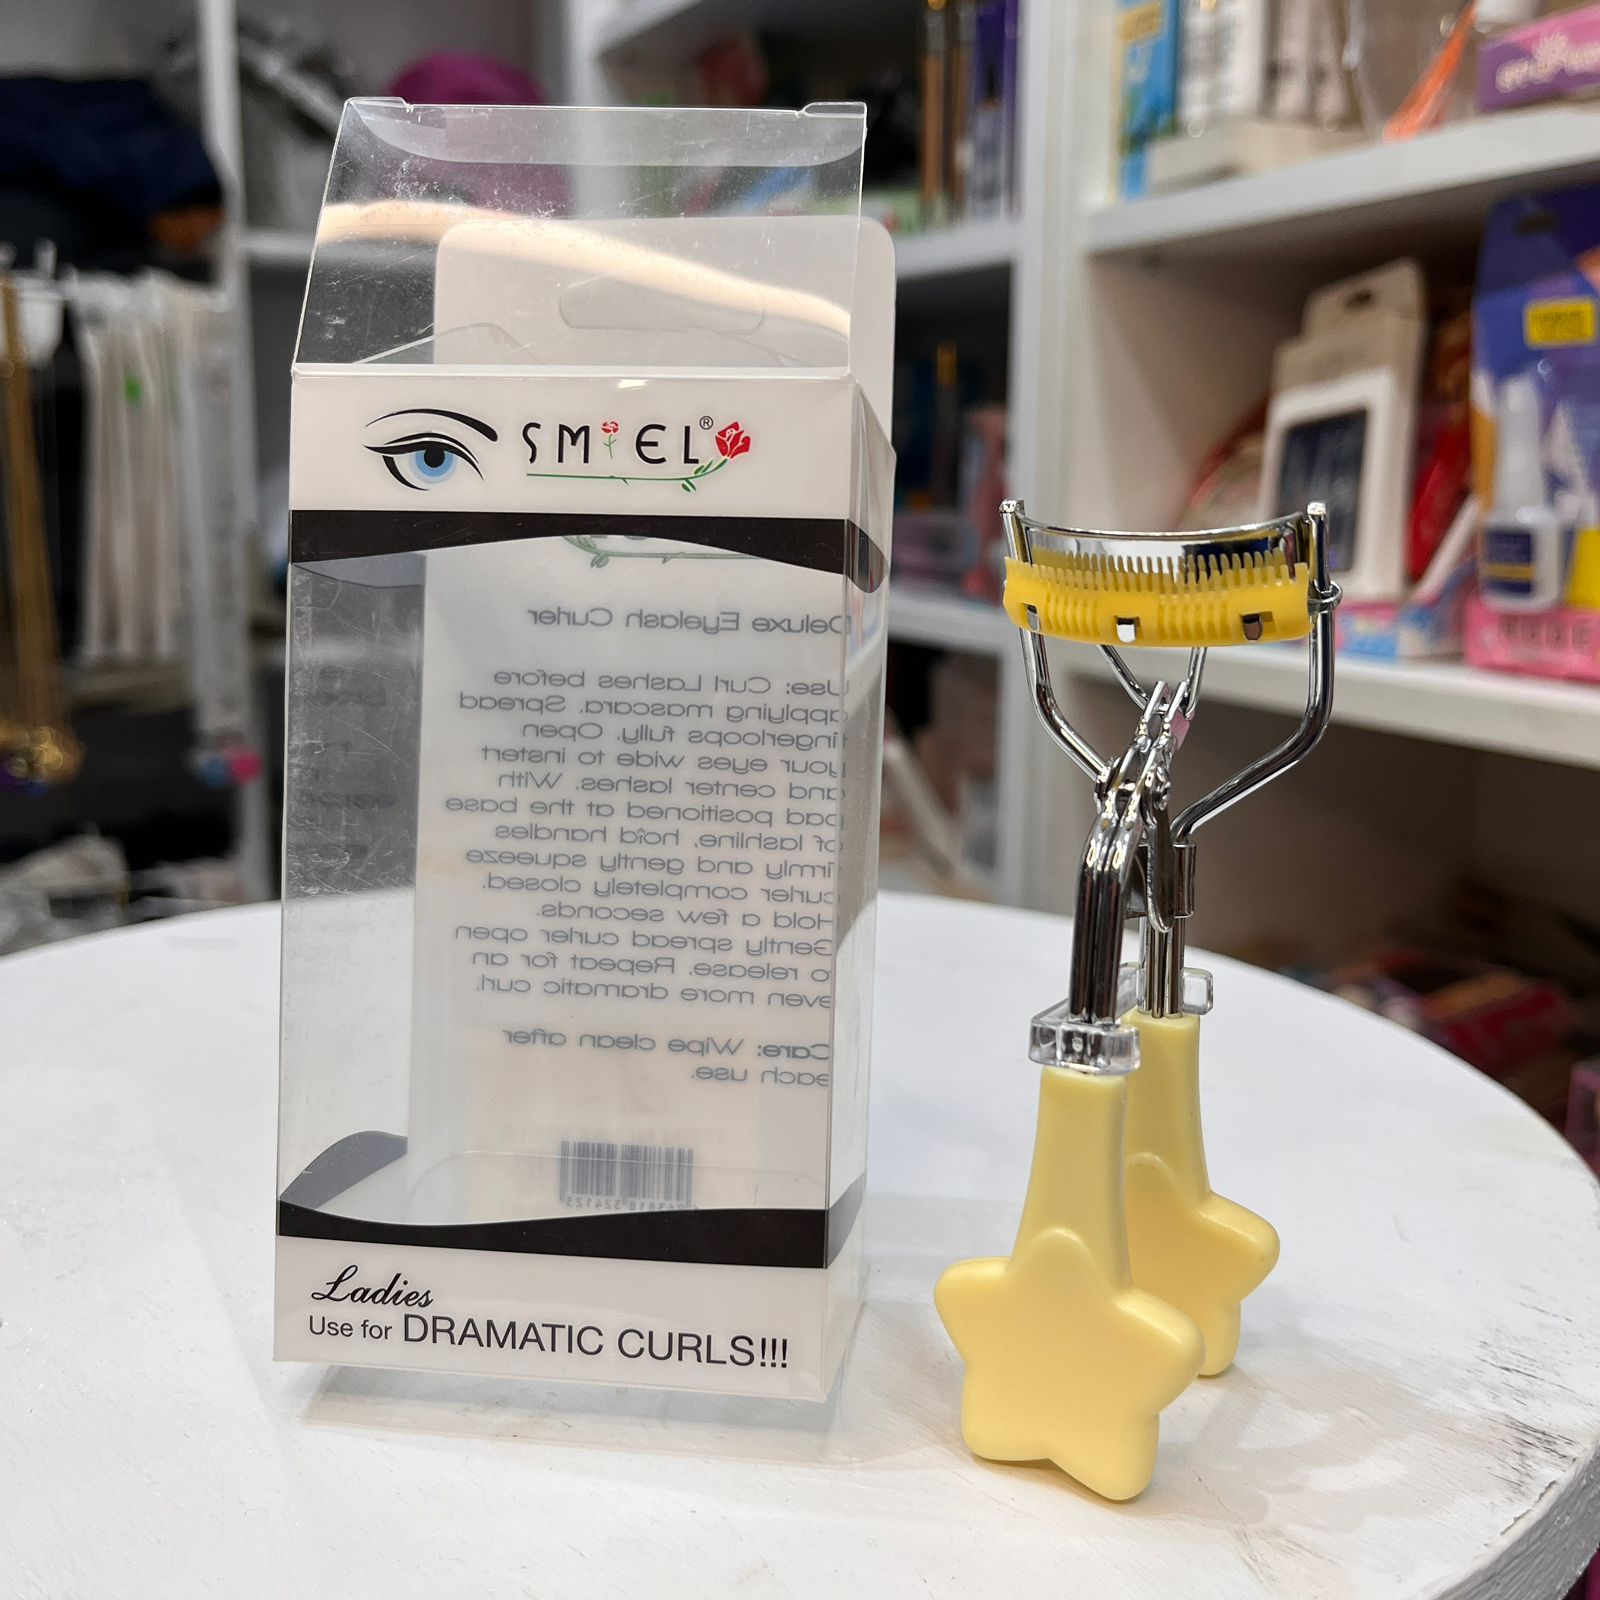 SMIEL®
Deluxe Eyelash Curler
Use: Curl Lashes before
applying mascara. Spread
fingerloops fully. Open
your eyes wide to instert
and center lashes. With
pad positioned at the base
of lashline, hold handles
firmly and gently squeeze
curler completely closed.
Hold a few seconds.
Gently spread curler open
to release. Repeat for an
even more dramatic curl.
Care: Wipe clean after
each use.
Ladies
Use for DRAMATIC CURLS!!!